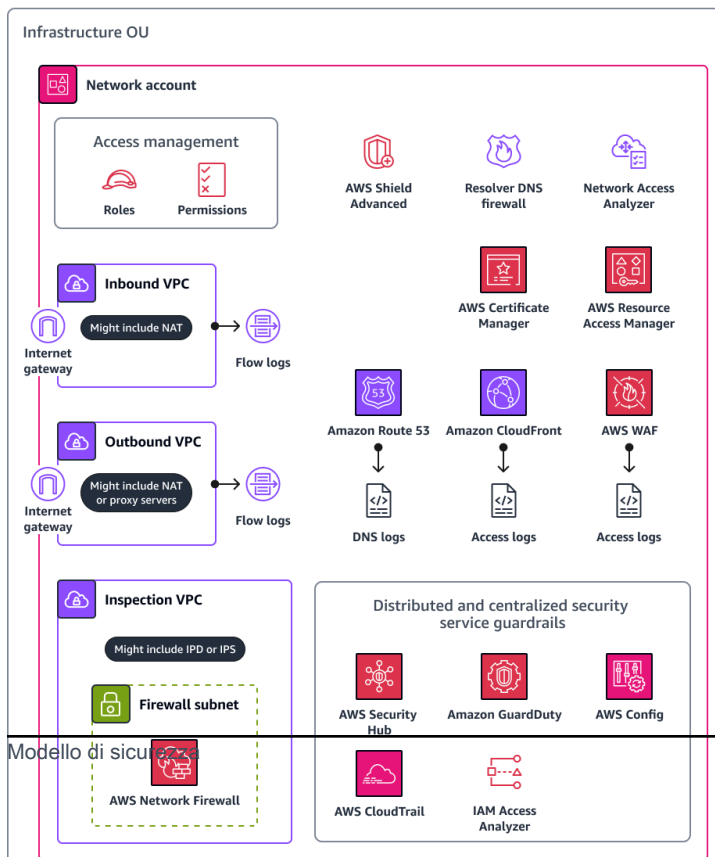 Infrastructure OU
Network account
Access management
Roles
Permissions
AWS Shield
Advanced
Resolver DNS
firewall
Network Access
Analyzer
AWS Certificate
Manager
AWS Resource
Access Manager
Inbound VPC
Might include NAT
Internet
gateway
Flow logs
Outbound VPC
Might include NAT
or proxy servers
Internet
gateway
Flow logs
53
Amazon Route 53
Amazon CloudFront
AWS WAF
DNS logs
Access logs
Access logs
Inspection VPC
Might include IPD or IPS
Firewall subnet
AWS Network Firewall
Distributed and centralized security
service guardrails
AWS Security
Hub
Amazon GuardDuty
AWS Config
Modello di sicurezza
AWS CloudTrail
IAM Access
Analyzer